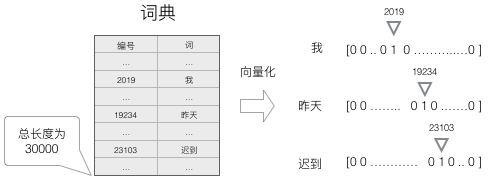 词典
编号 词
... ...
2019 我
... ...
19234 昨天
... ...
23103 迟到
... ...
总长度为
30000
向量化
2019
我 [0 0 .. 0 1 0 .............. 0 ]
19234
昨天 [0 0 ........ 0 1 0 ....... 0 ]
23103
迟到 [0 0 ............ 0 1 0 .. 0 ]